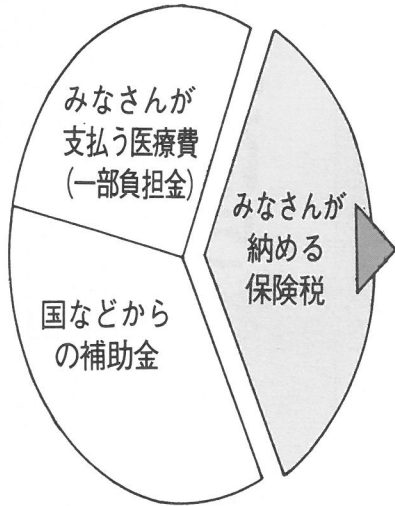 みなさんが
支払う医療費
(一部負担金)
みなさんが
納める
保険税
国などから
の補助金